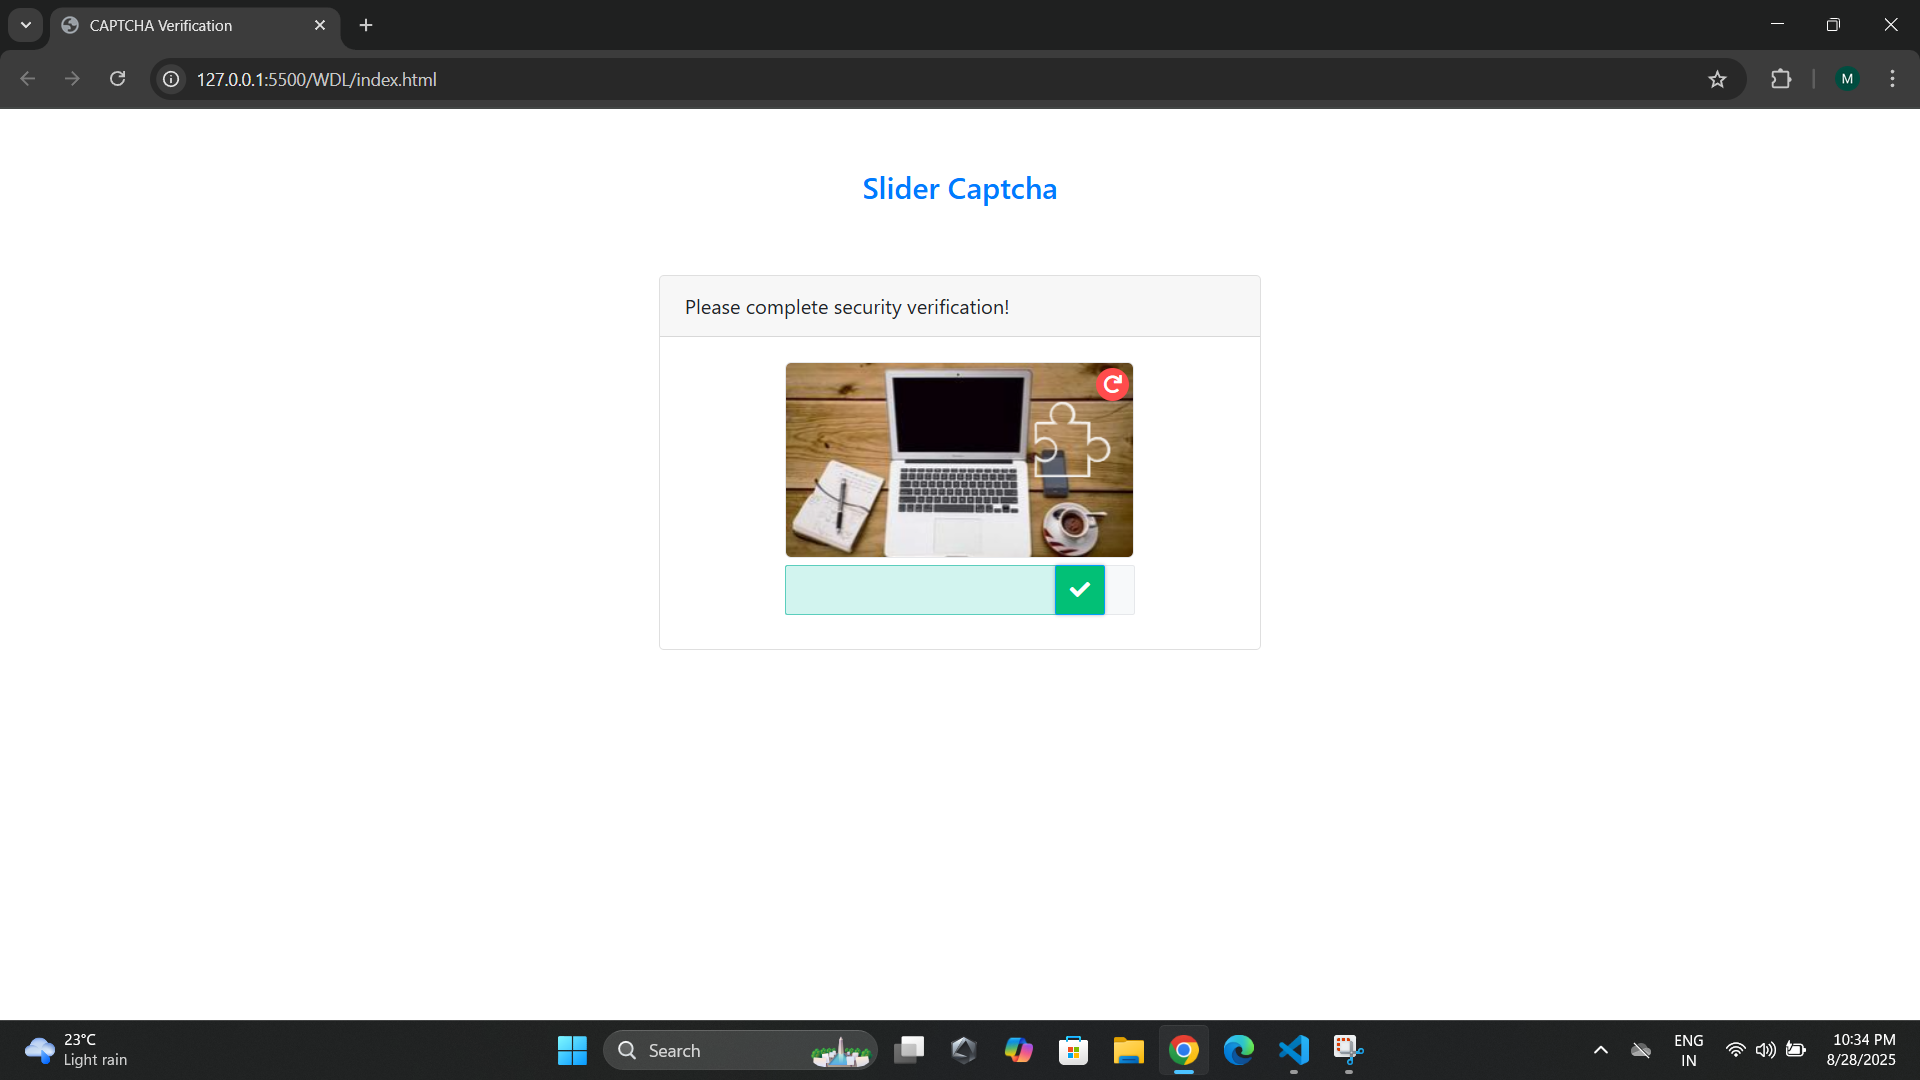 CAPTCHA Verification
127.0.0.1:5500/WDL/index.html
M
Slider Captcha
Please complete security verification!
23°C
Light rain
Search
ENG
IN
10:34 PM
8/28/2025